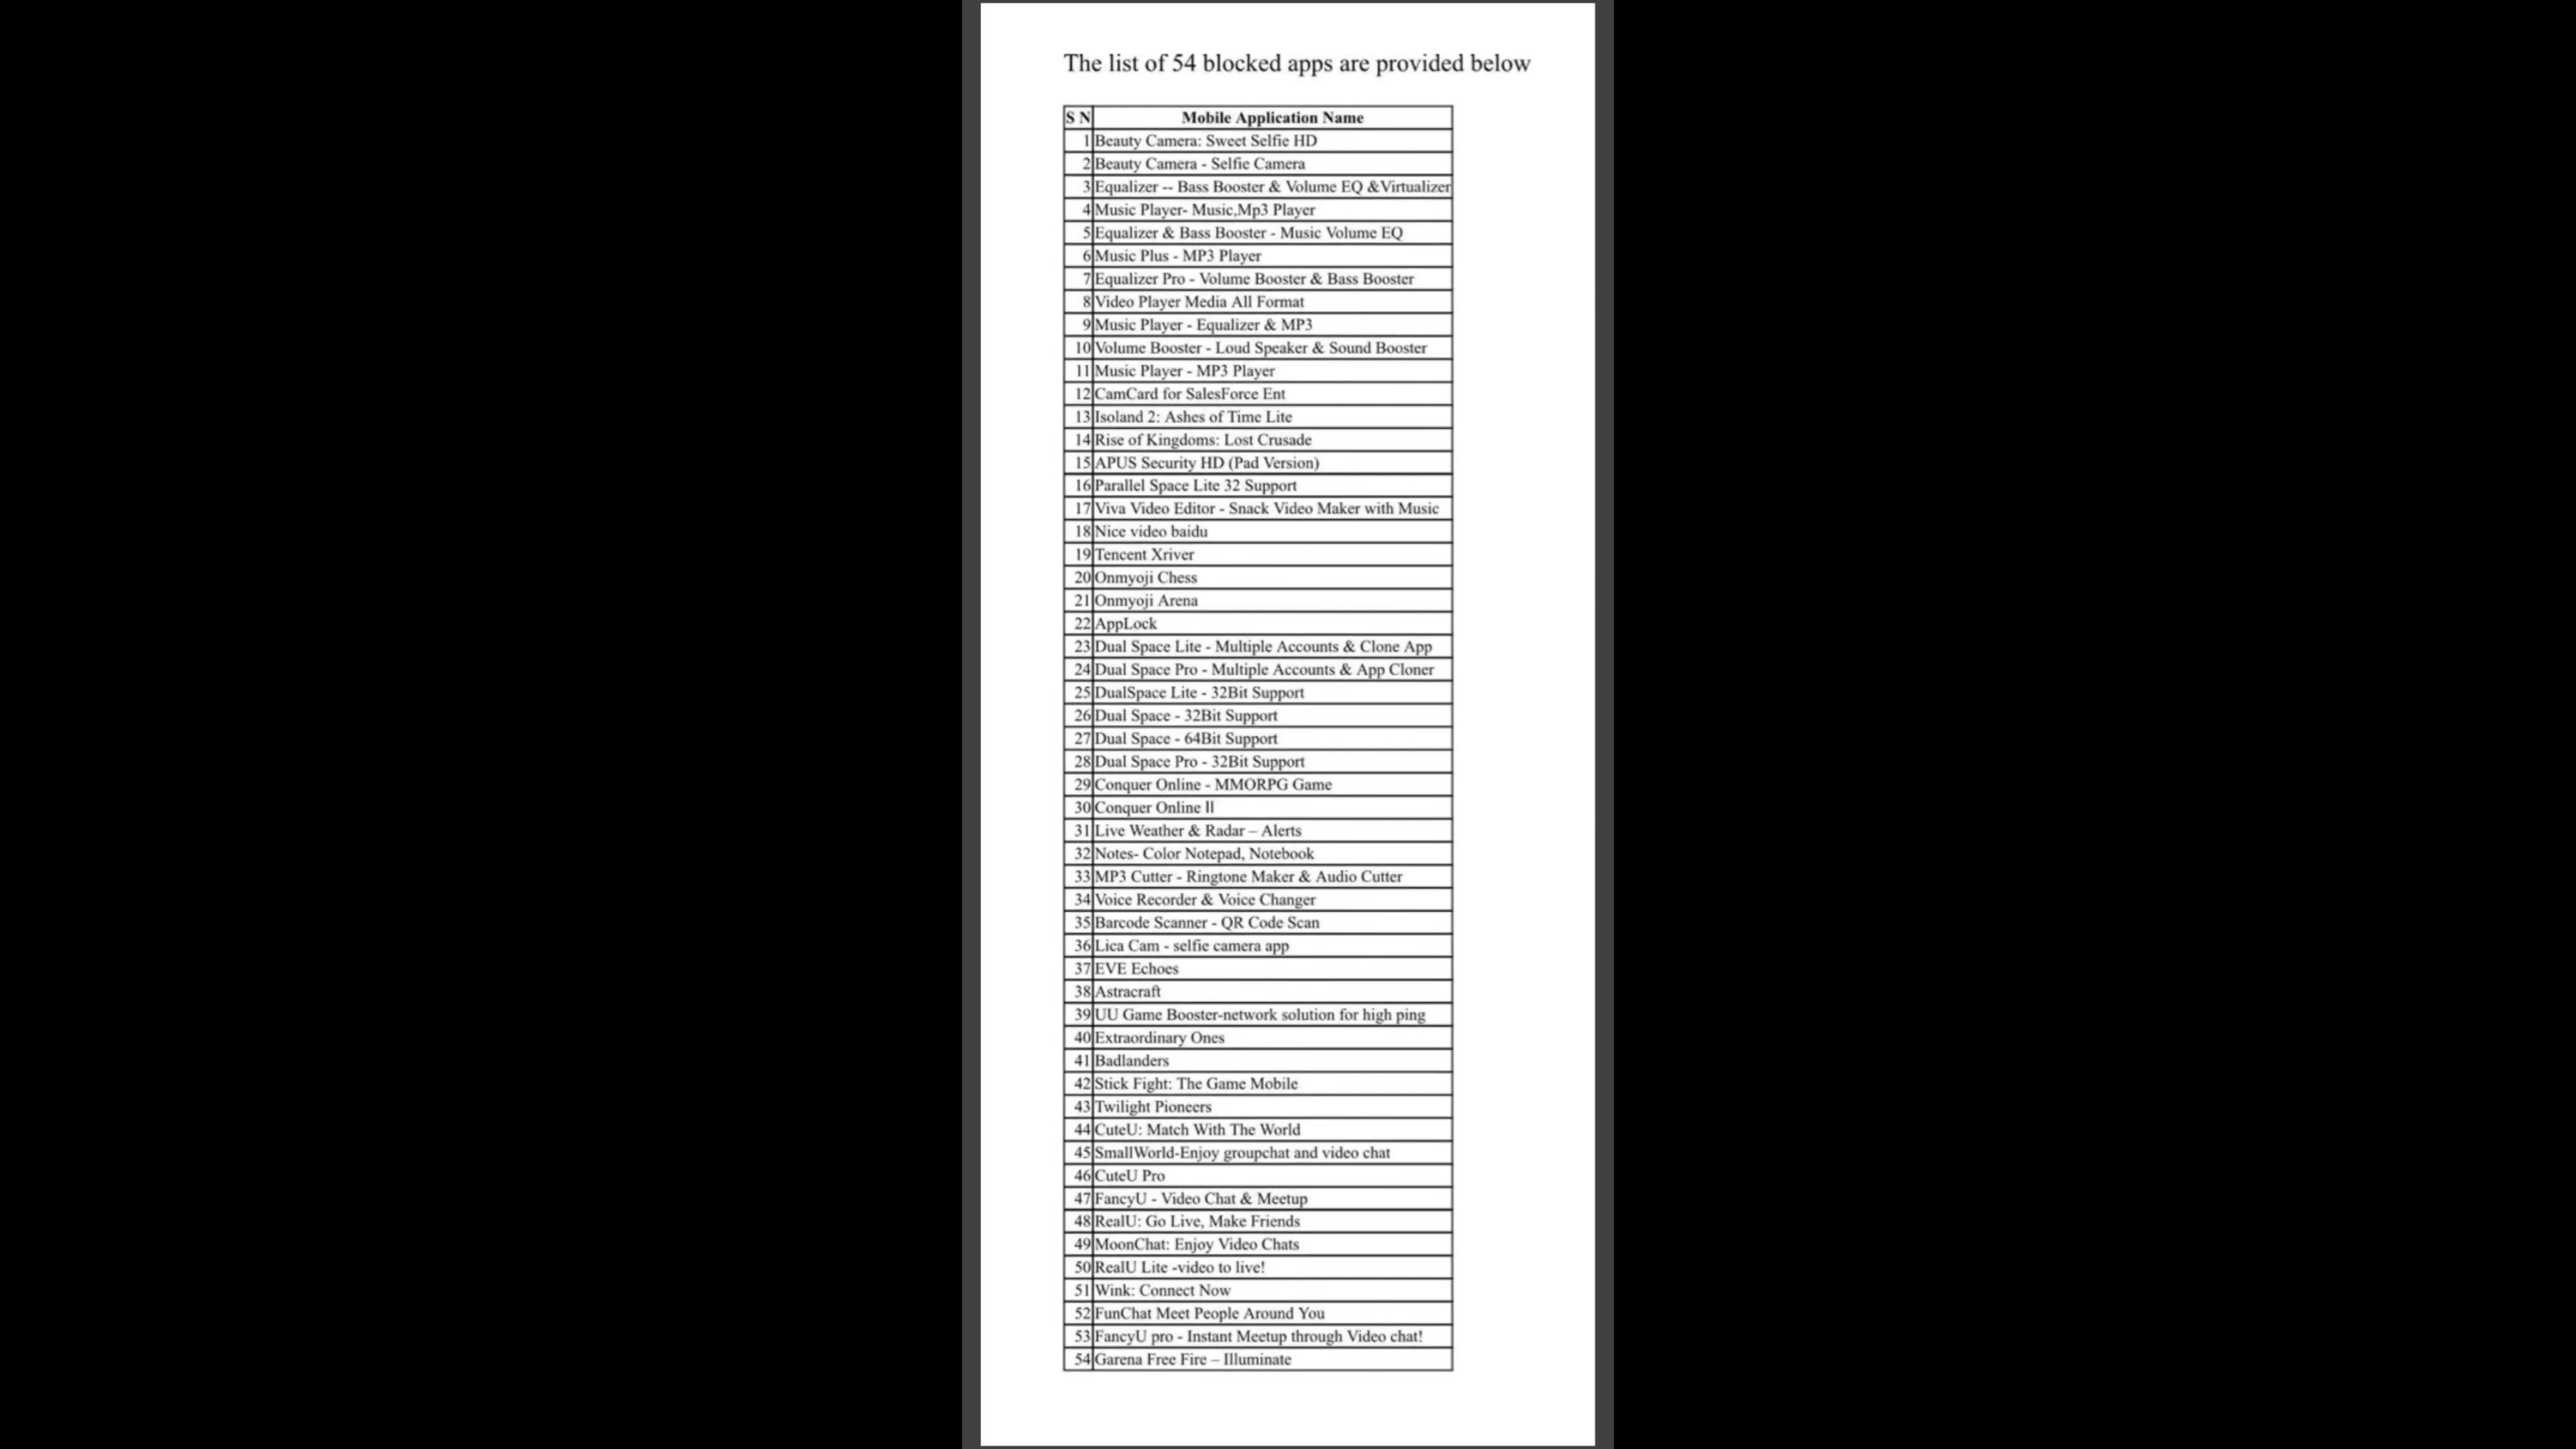 The list of 54 blocked apps are provided below
S N Mobile Application Name
1 Beauty Camera: Sweet Selfie HD
2 Beauty Camera - Selfie Camera
3 Equalizer -- Bass Booster & Volume EQ &Virtualizer
4 Music Player- Music,Mp3 Player
5 Equalizer & Bass Booster - Music Volume EQ
6 Music Plus - MP3 Player
7 Equalizer Pro - Volume Booster & Bass Booster
8 Video Player Media All Format
9 Music Player - Equalizer & MP3
10 Volume Booster - Loud Speaker & Sound Booster
11 Music Player - MP3 Player
12 CamCard for SalesForce Ent
13 Isoland 2: Ashes of Time Lite
14 Rise of Kingdoms: Lost Crusade
15 APUS Security HD (Pad Version)
16 Parallel Space Lite 32 Support
17 Viva Video Editor - Snack Video Maker with Music
18 Nice video baidu
19 Tencent Xriver
20 Onmyoji Chess
21 Onmyoji Arena
22 AppLock
23 Dual Space Lite - Multiple Accounts & Clone App
24 Dual Space Pro - Multiple Accounts & App Cloner
25 DualSpace Lite - 32Bit Support
26 Dual Space - 32Bit Support
27 Dual Space - 64Bit Support
28 Dual Space Pro - 32Bit Support
29 Conquer Online - MMORPG Game
30 Conquer Online II
31 Live Weather & Radar – Alerts
32 Notes- Color Notepad, Notebook
33 MP3 Cutter - Ringtone Maker & Audio Cutter
34 Voice Recorder & Voice Changer
35 Barcode Scanner - QR Code Scan
36 Lica Cam - selfie camera app
37 EVE Echoes
38 Astracraft
39 UU Game Booster-network solution for high ping
40 Extraordinary Ones
41 Badlanders
42 Stick Fight: The Game Mobile
43 Twilight Pioneers
44 CuteU: Match With The World
45 SmallWorld-Enjoy groupchat and video chat
46 CuteU Pro
47 FancyU - Video Chat & Meetup
48 RealU: Go Live, Make Friends
49 MoonChat: Enjoy Video Chats
50 RealU Lite -video to live!
51 Wink: Connect Now
52 FunChat Meet People Around You
53 FancyU pro - Instant Meetup through Video chat!
54 Garena Free Fire – Illuminate